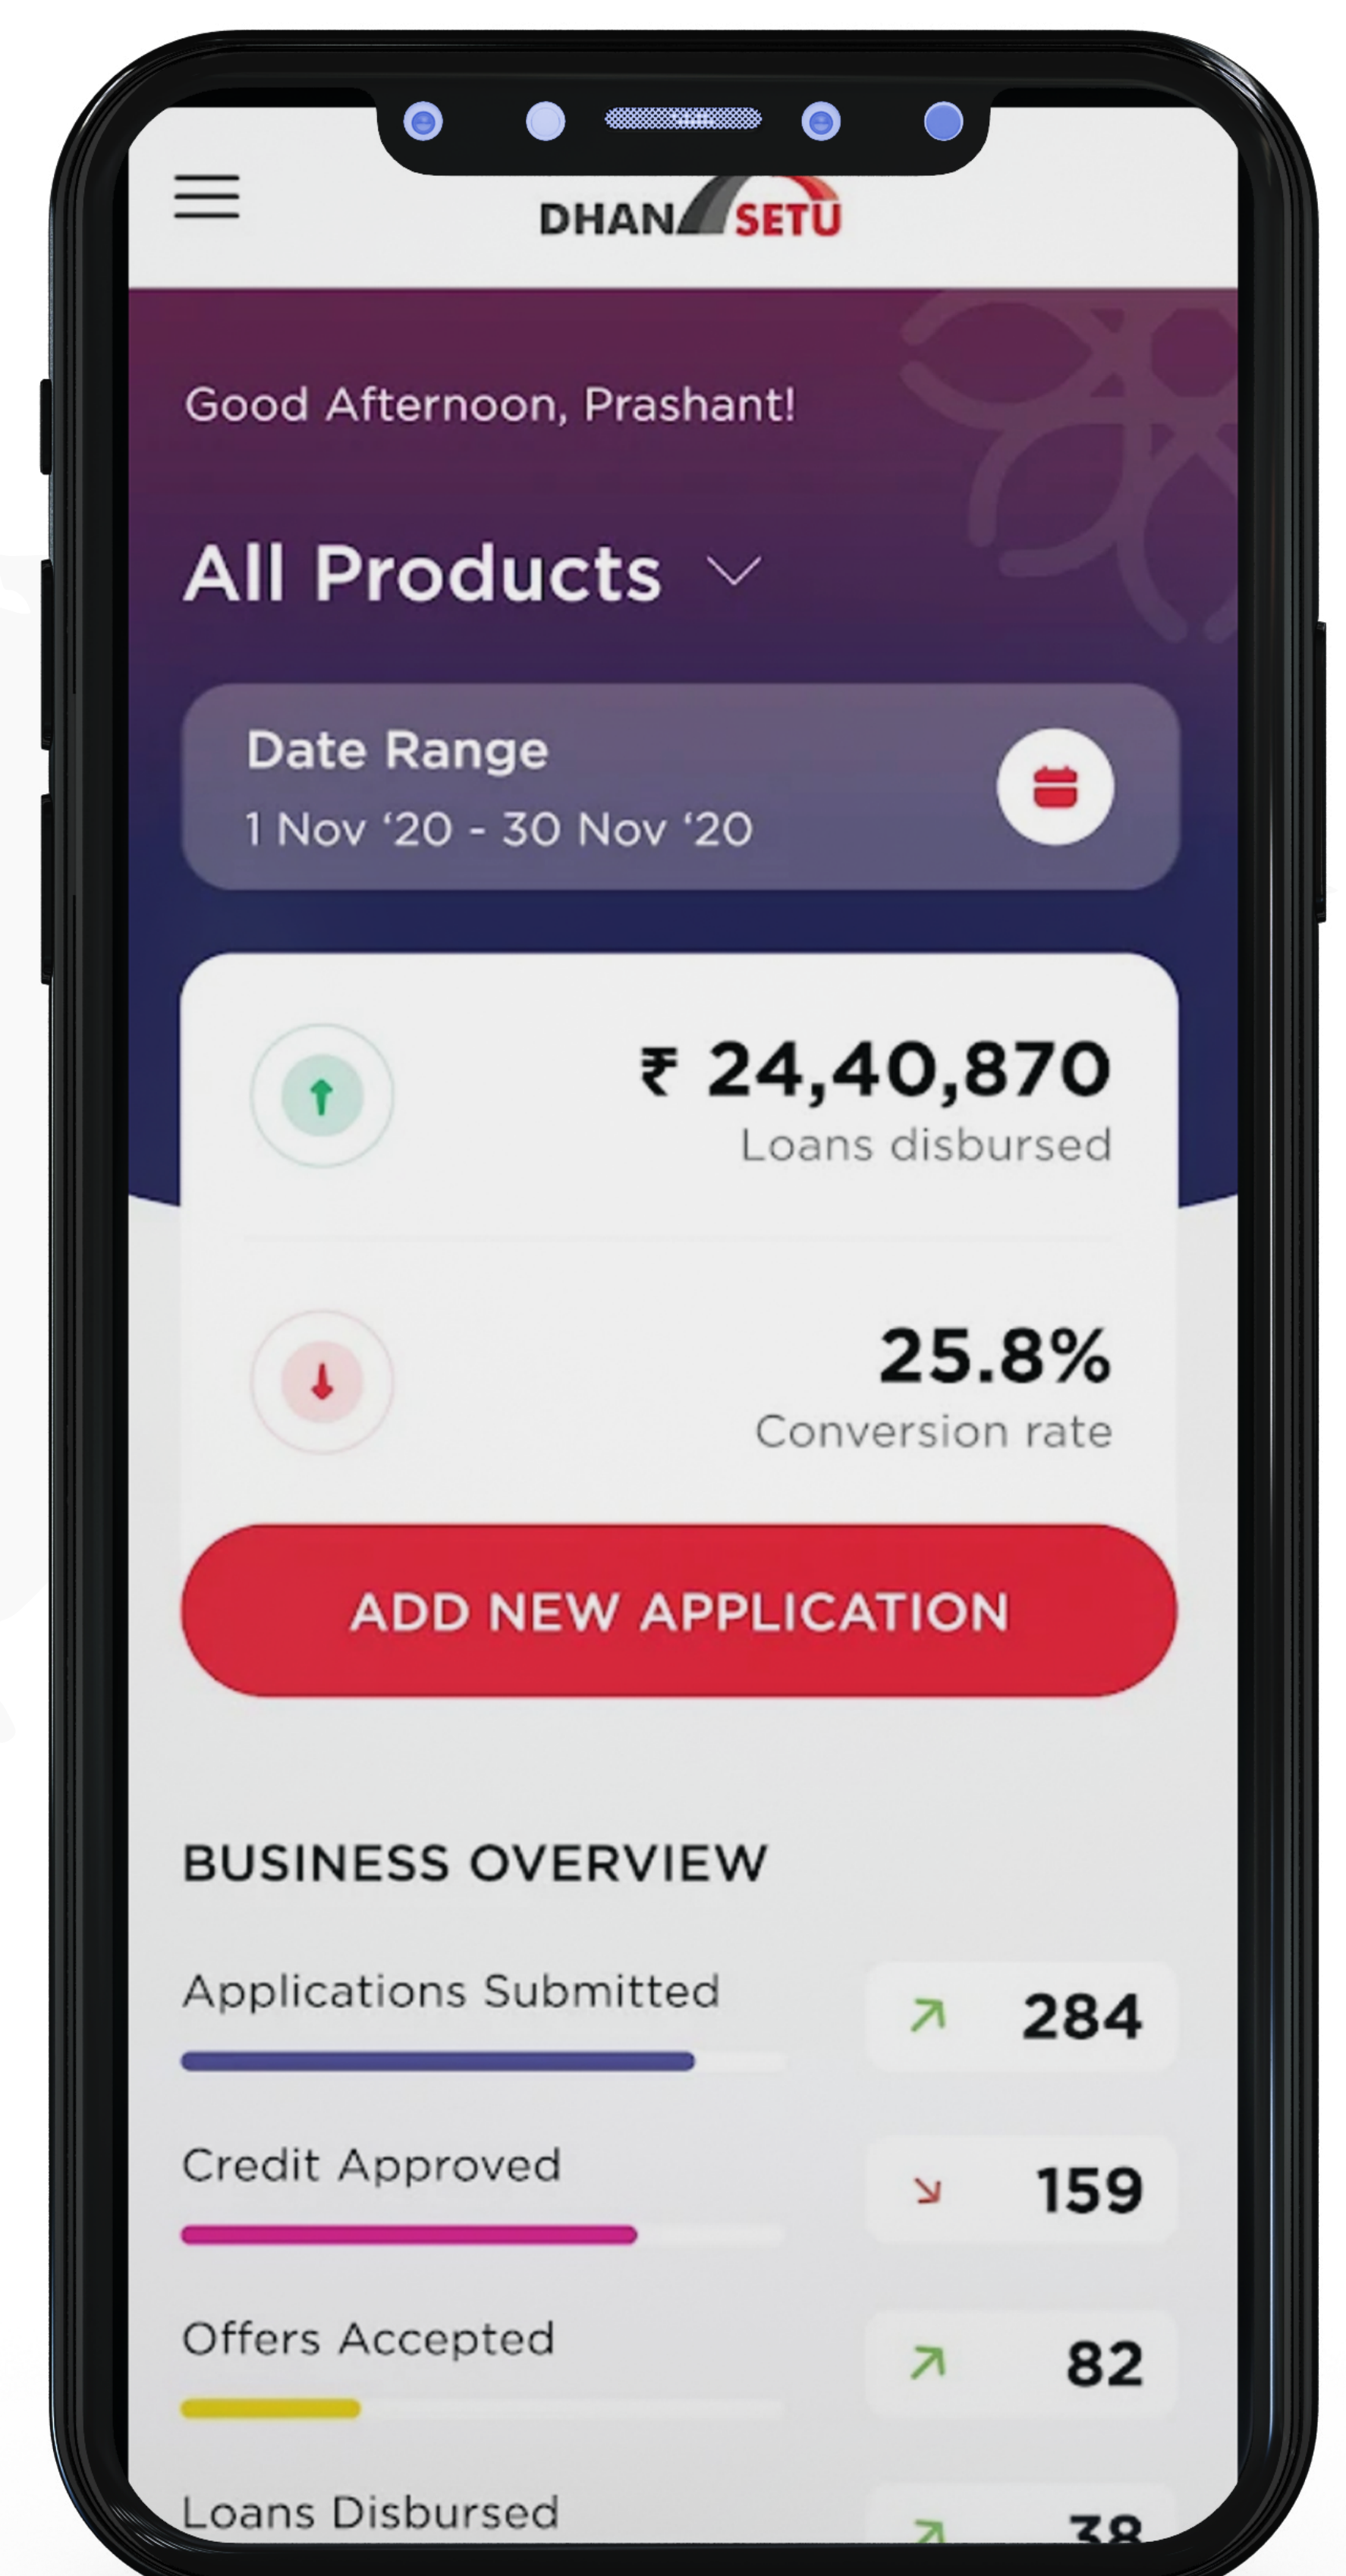 DHAN SETU
Good Afternoon, Prashant!
All Products
Date Range
1 Nov ‘20 - 30 Nov ‘20
₹ 24,40,870
Loans disbursed
25.8%
Conversion rate
ADD NEW APPLICATION
BUSINESS OVERVIEW
Applications Submitted
284
Credit Approved
159
Offers Accepted
82
Loans Disbursed
38